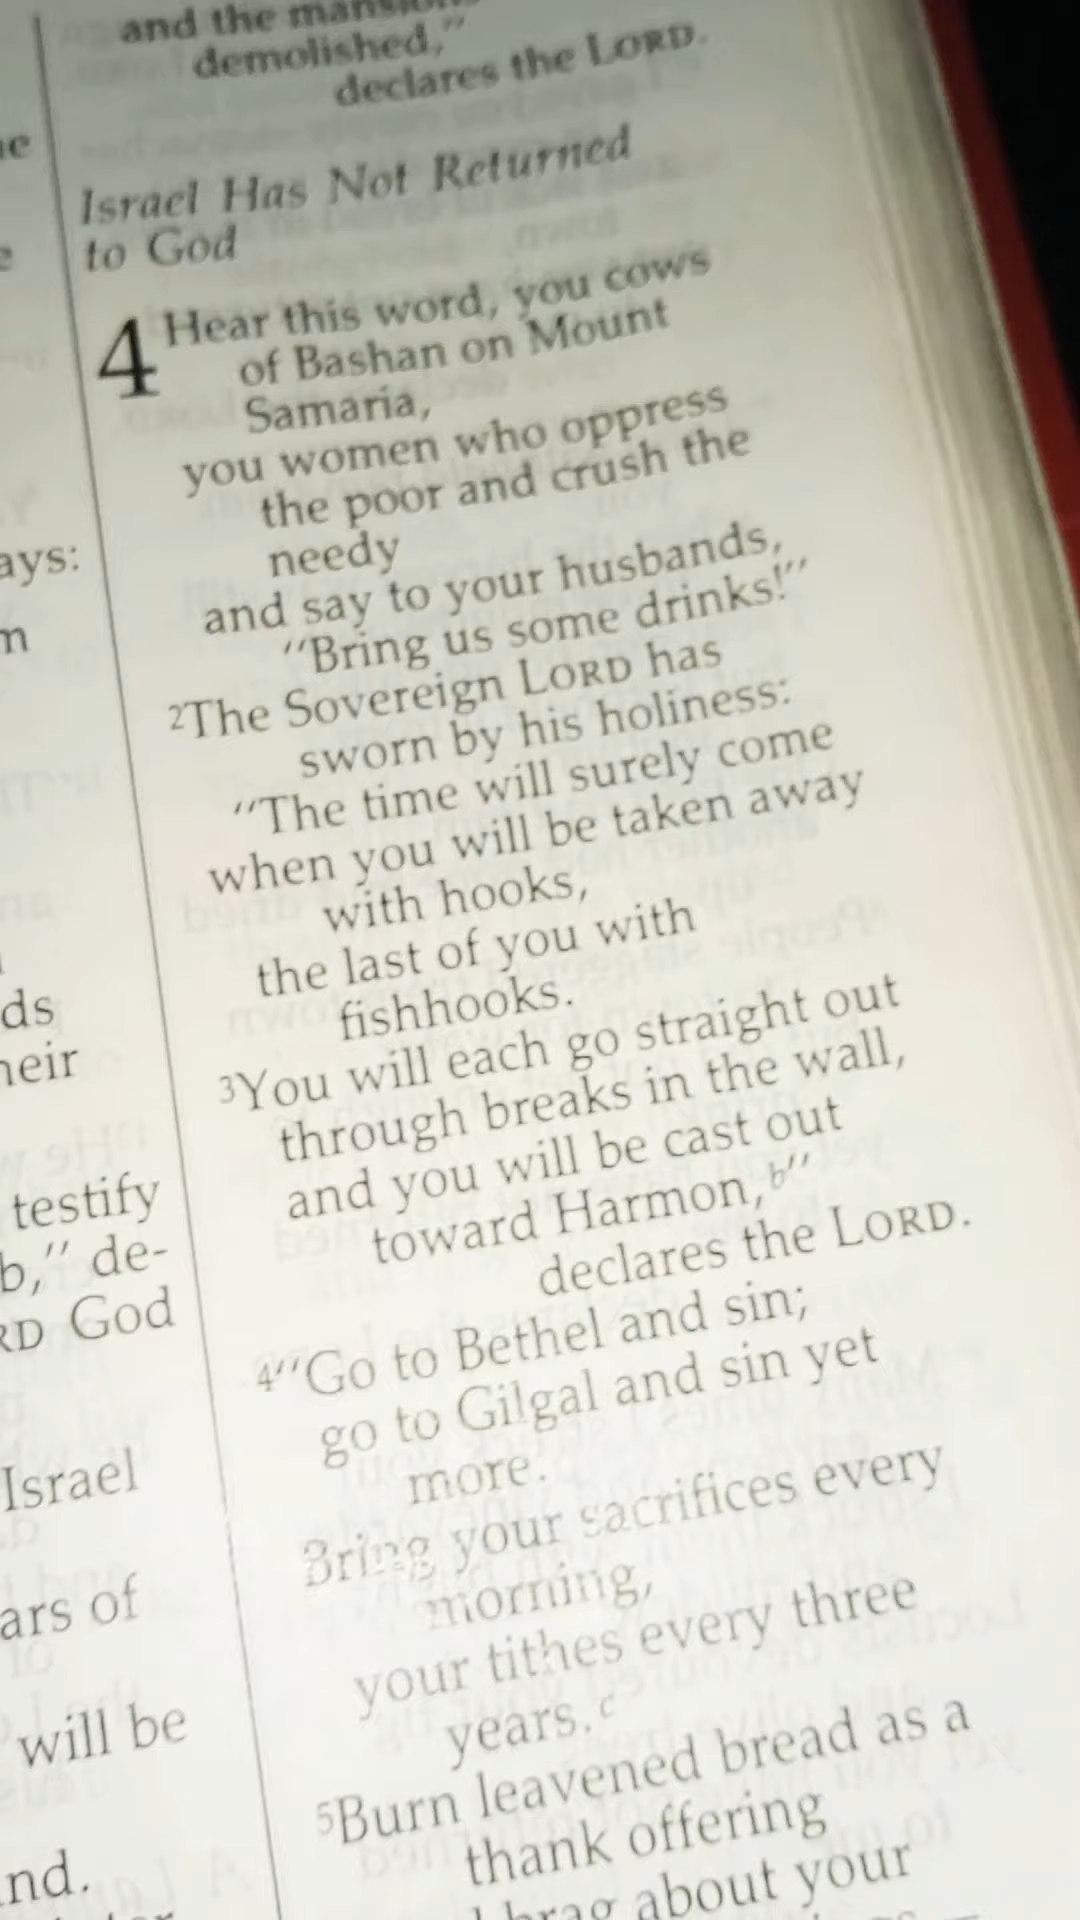 ne
e
ays:
m
ds
heir
testify
b," de-
RD God
Israel
ars of
will be
nd.
and the mansions
demolished,"
declares the LORD.
Israel Has Not Returned
to God
4 Hear this word, you cows
of Bashan on Mount
Samaria,
you women who oppress
the poor and crush the
needy
and say to your husbands,
"Bring us some drinks!"
2The Sovereign LORD has
sworn by his holiness:
"The time will surely come
when you will be taken away
with hooks,
the last of you with
fishhooks.
3You will each go straight out
through breaks in the wall,
and you will be cast out
toward Harmon,b"
declares the LORD.
4"Go to Bethel and sin;
go to Gilgal and sin yet
more.
Bring your sacrifices every
morning,
your tithes every three
years.c
5Burn leavened bread as a
thank offering
brag about your